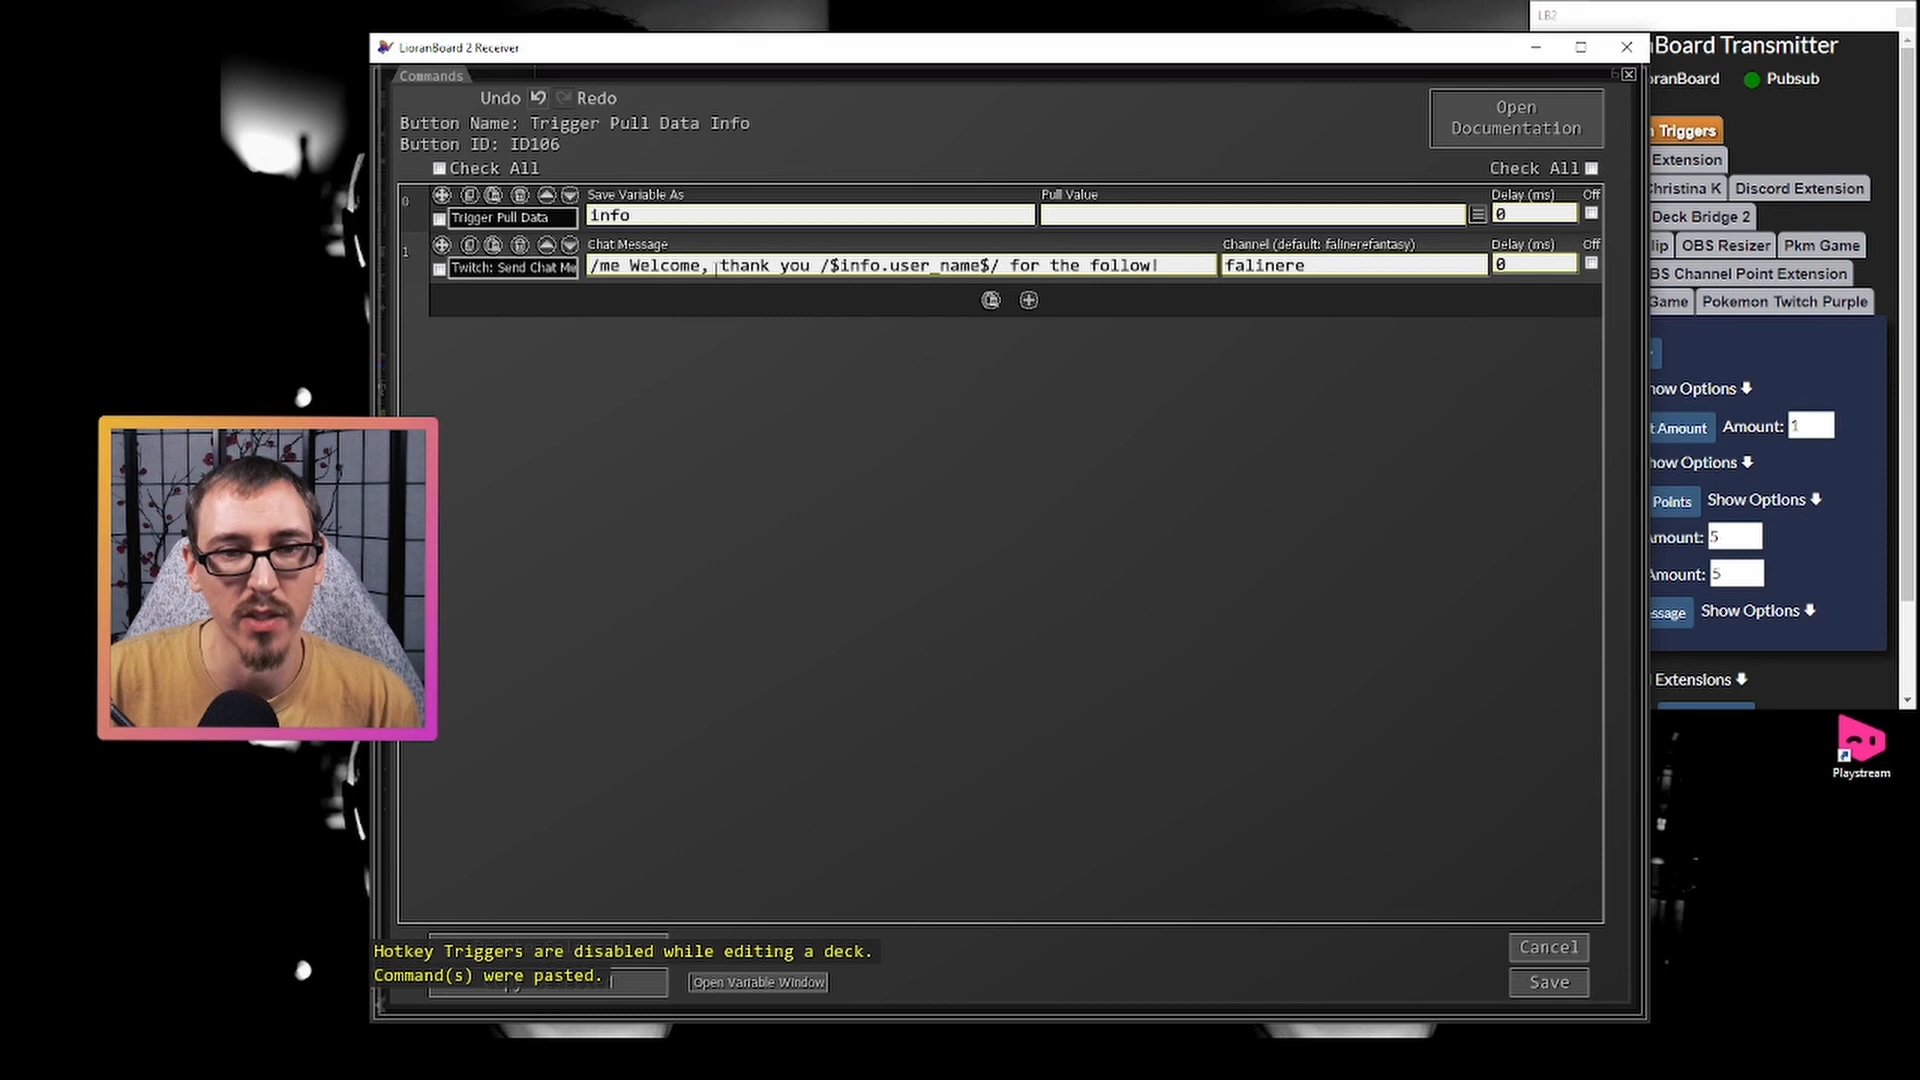 LB2
LioranBoard 2 Receiver
Board Transmitter
oranBoard
Pubsub
Commands
Undo
Redo
Open
Documentation
Button Name: Trigger Pull Data Info
Button ID: ID106
Check All
Check All
Triggers
Extension
Christina K
Discord Extension
Deck Bridge 2
lip
OBS Resizer
Pkm Game
BS Channel Point Extension
Game
Pokemon Twitch Purple
0
Save Variable As
Pull Value
Delay (ms)
Off
Trigger Pull Data
info
0
1
Chat Message
Channel (default: falinerefantasy)
Delay (ms)
Off
Twitch: Send Chat Me
/me Welcome, thank you /$info.user_name$/ for the follow!
falinere
0
how Options
t Amount
Amount: 1
how Options
Points
Show Options
Amount: 5
Amount: 5
essage
Show Options
Extensions
Playstream
Hotkey Triggers are disabled while editing a deck.
Command(s) were pasted.
Open Variable Window
Cancel
Save